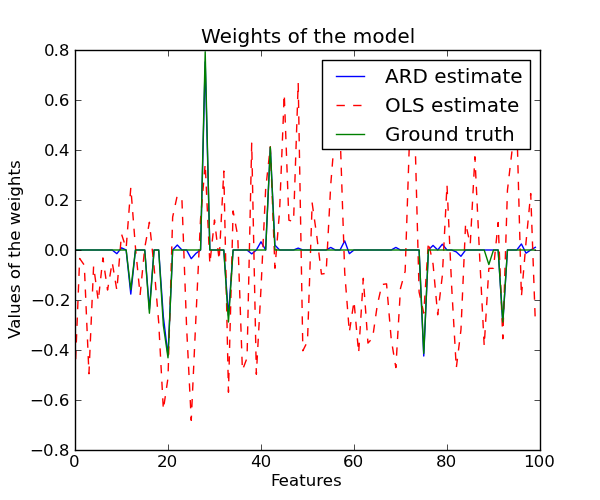 Weights of the model
ARD estimate
OLS estimate
Ground truth
Values of the weights
0.8
0.6
0.4
0.2
0.0
−0.2
−0.4
−0.6
−0.8
0 20 40 60 80 100
Features